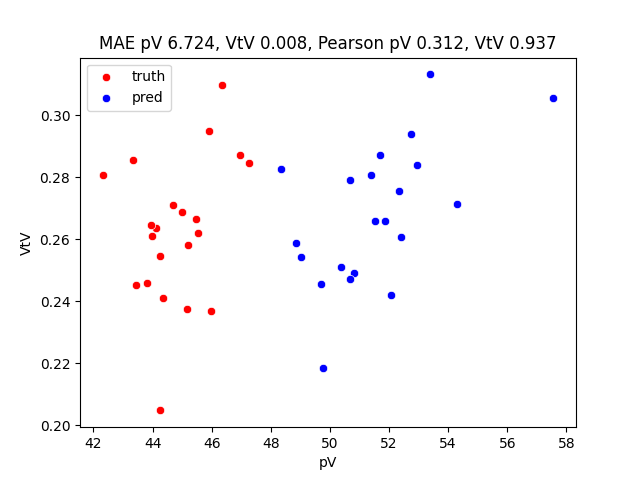 MAE pV 6.724, VtV 0.008, Pearson pV 0.312, VtV 0.937
truth
pred
0.30
0.28
0.26
0.24
0.22
0.20
VtV
42 44 46 48 50 52 54 56 58
pV